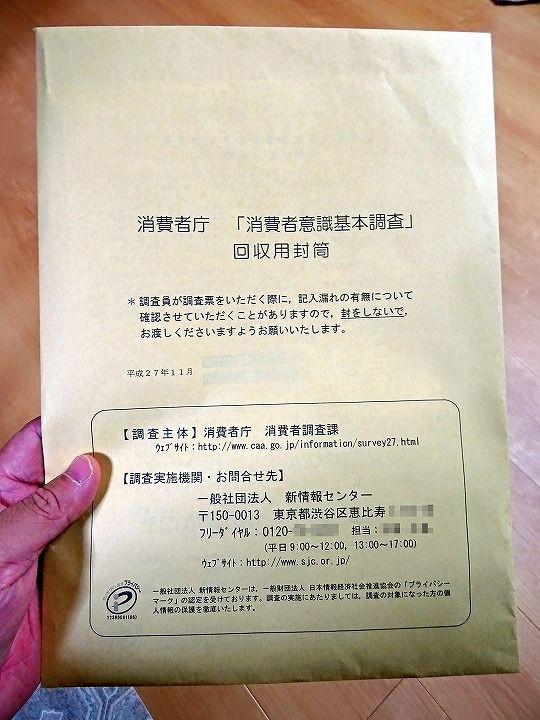 消費者庁 「消費者意識基本調査」
回収用封筒
＊調査員が調査票をいただく際に，記入漏れの有無について
確認させていただくことがありますので，封をしないで，
お渡しくださいますようお願いいたします。
平成２７年１１月
【調査主体】消費者庁 消費者調査課
ｳｪﾌﾞｻｲﾄ：http://www.caa.go.jp/information/survey27.html
【調査実施機関・お問合せ先】
一般社団法人 新情報センター
〒150-0013 東京都渋谷区恵比寿
ﾌﾘｰﾀﾞｲﾔﾙ：0120- 担当：
（平日 9:00～12:00，13:00～17:00）
ｳｪﾌﾞｻｲﾄ：http://www.sjc.or.jp/
一般社団法人 新情報センターは、一般財団法人 日本情報経済社会推進協会の「プライバシー
マーク」の認定を受けております。調査の実施にあたりましては、調査の対象になった方の個
人情報の保護を徹底いたします。